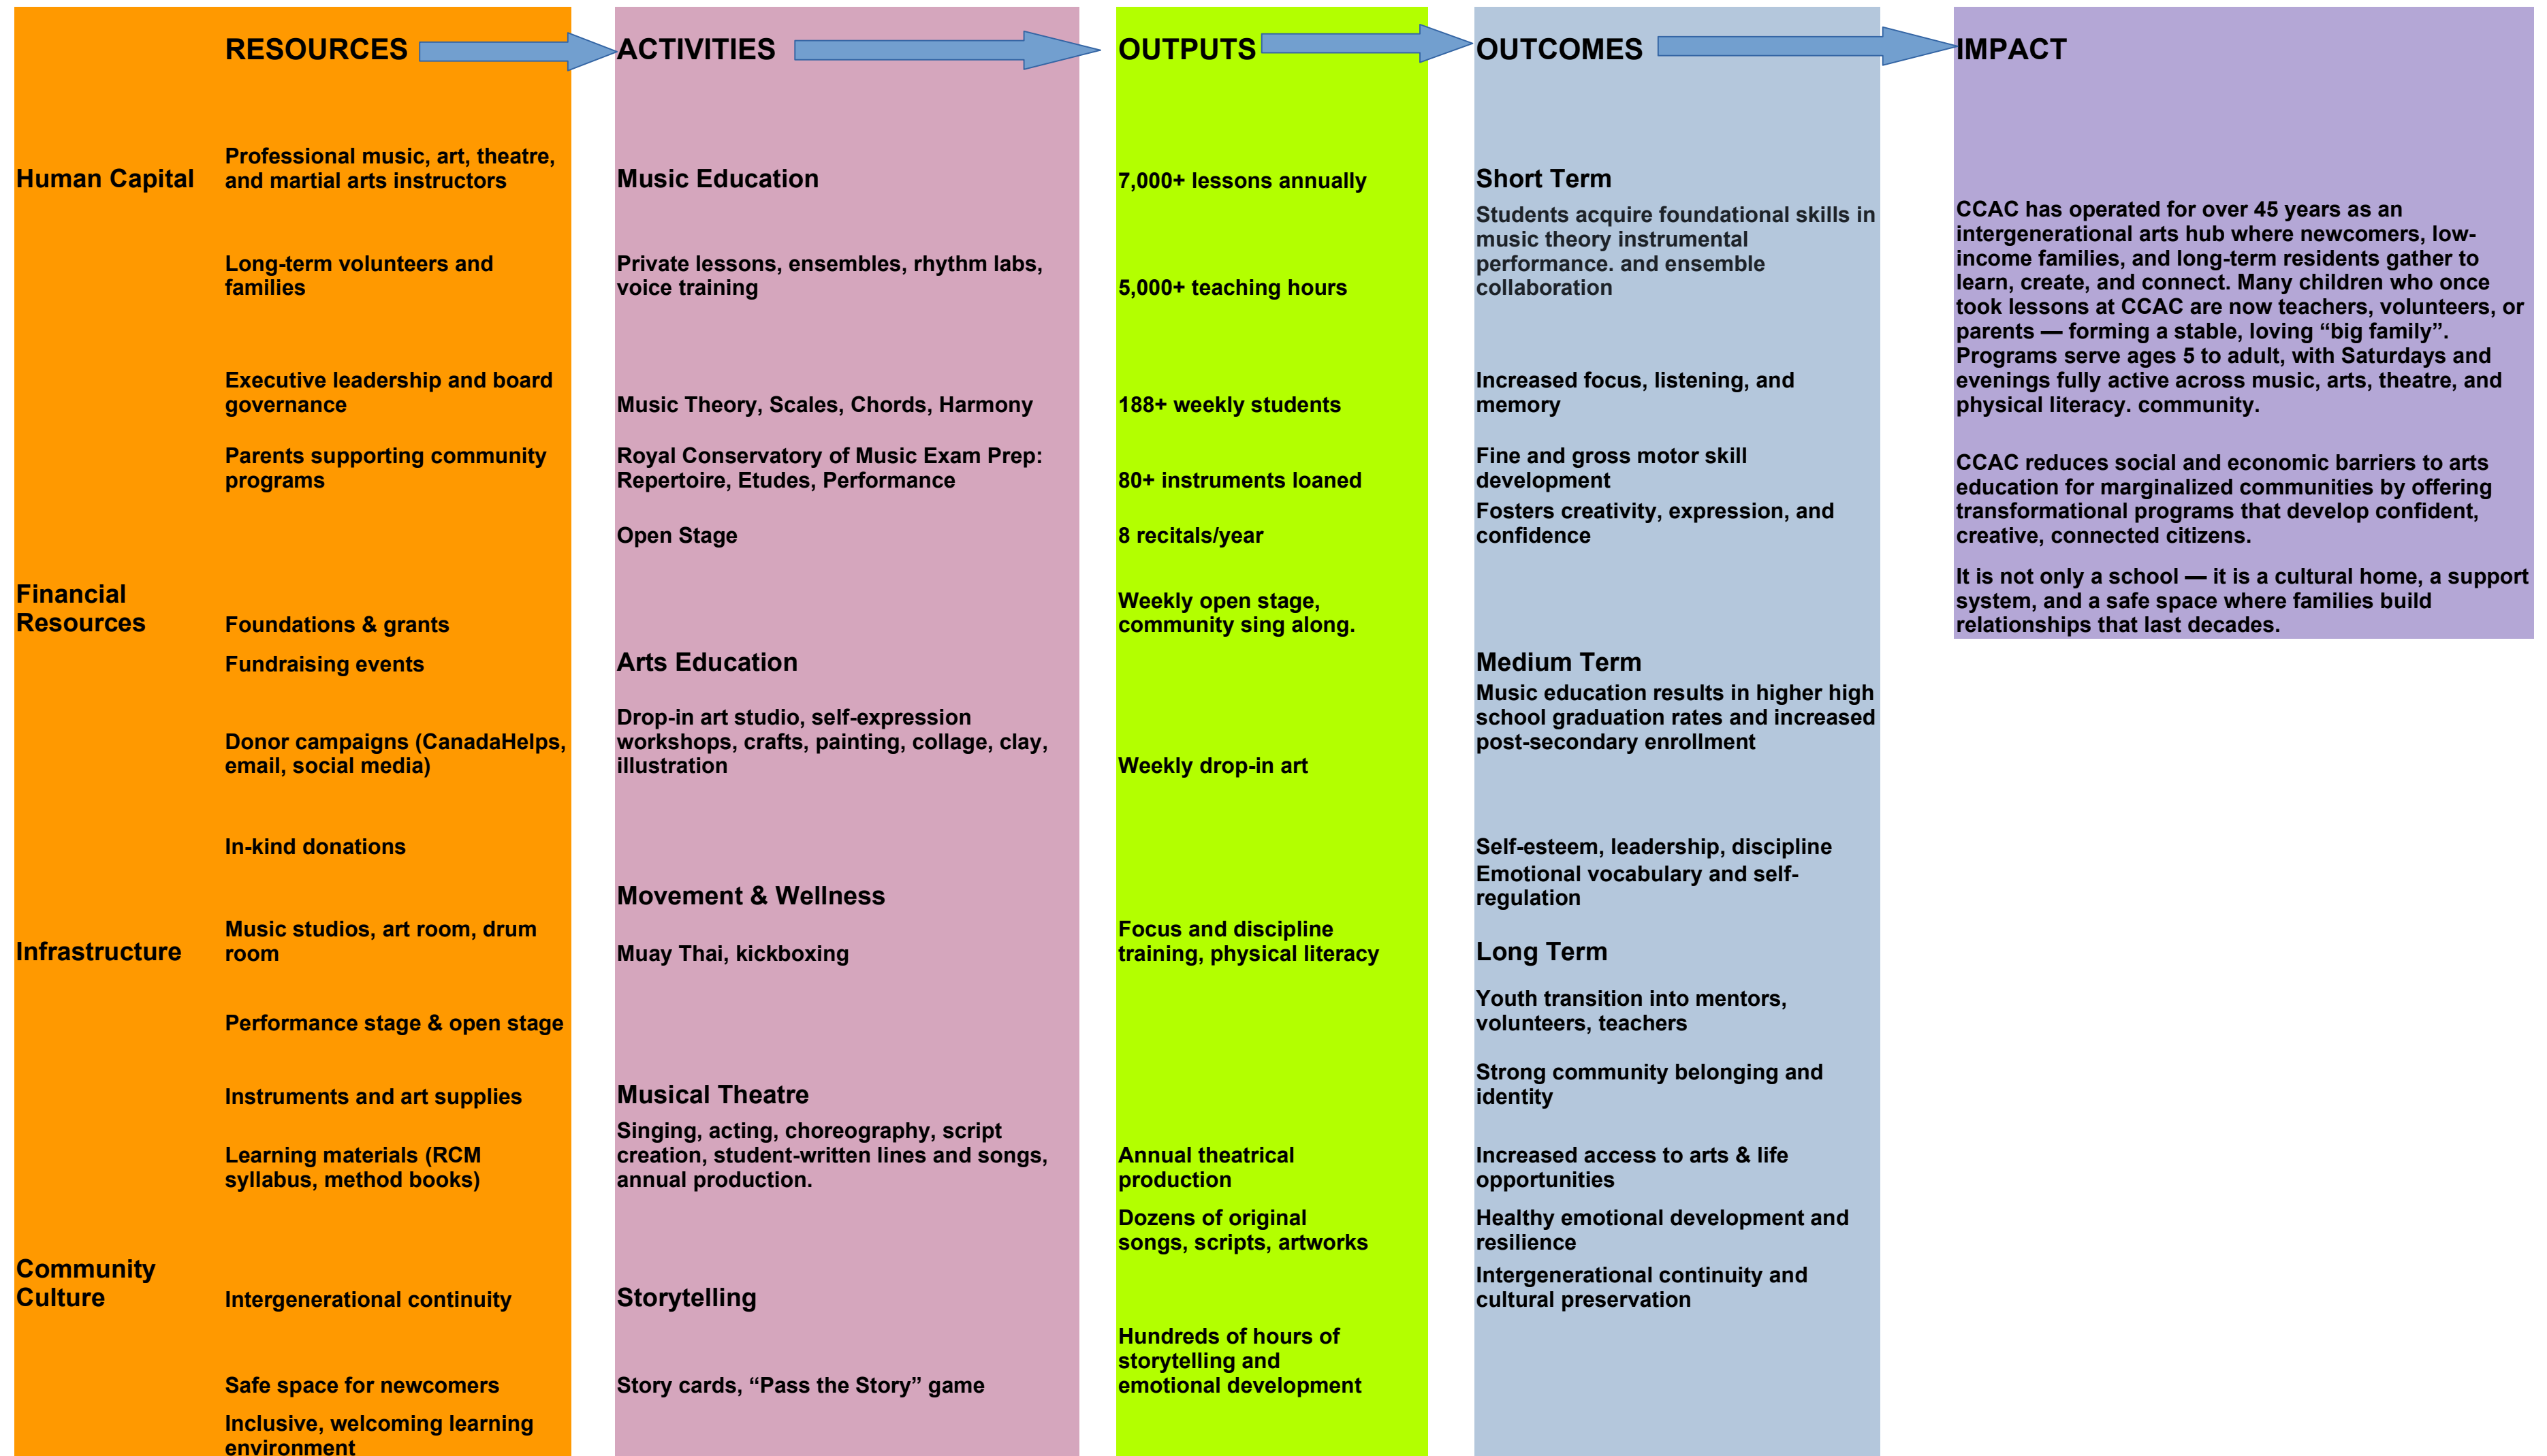 RESOURCES
ACTIVITIES
OUTPUTS
OUTCOMES
IMPACT
Human Capital
Professional music, art, theatre,
and martial arts instructors
Long-term volunteers and
families
Executive leadership and board
governance
Parents supporting community
programs
Financial
Resources
Foundations & grants
Fundraising events
Donor campaigns (CanadaHelps,
email, social media)
In-kind donations
Infrastructure
Music studios, art room, drum
room
Performance stage & open stage
Instruments and art supplies
Learning materials (RCM
syllabus, method books)
Community
Culture
Intergenerational continuity
Safe space for newcomers
Inclusive, welcoming learning
environment
Music Education
Private lessons, ensembles, rhythm labs,
voice training
Music Theory, Scales, Chords, Harmony
Royal Conservatory of Music Exam Prep:
Repertoire, Etudes, Performance
Open Stage
Arts Education
Drop-in art studio, self-expression
workshops, crafts, painting, collage, clay,
illustration
Movement & Wellness
Muay Thai, kickboxing
Musical Theatre
Singing, acting, choreography, script
creation, student-written lines and songs,
annual production.
Storytelling
Story cards, “Pass the Story” game
7,000+ lessons annually
5,000+ teaching hours
188+ weekly students
80+ instruments loaned
8 recitals/year
Weekly open stage,
community sing along.
Weekly drop-in art
Focus and discipline
training, physical literacy
Annual theatrical
production
Dozens of original
songs, scripts, artworks
Hundreds of hours of
storytelling and
emotional development
Short Term
Students acquire foundational skills in
music theory instrumental
performance. and ensemble
collaboration
Increased focus, listening, and
memory
Fine and gross motor skill
development
Fosters creativity, expression, and
confidence
Medium Term
Music education results in higher high
school graduation rates and increased
post-secondary enrollment
Self-esteem, leadership, discipline
Emotional vocabulary and self-
regulation
Long Term
Youth transition into mentors,
volunteers, teachers
Strong community belonging and
identity
Increased access to arts & life
opportunities
Healthy emotional development and
resilience
Intergenerational continuity and
cultural preservation
CCAC has operated for over 45 years as an
intergenerational arts hub where newcomers, low-
income families, and long-term residents gather to
learn, create, and connect. Many children who once
took lessons at CCAC are now teachers, volunteers, or
parents — forming a stable, loving “big family”.
Programs serve ages 5 to adult, with Saturdays and
evenings fully active across music, arts, theatre, and
physical literacy. community.
CCAC reduces social and economic barriers to arts
education for marginalized communities by offering
transformational programs that develop confident,
creative, connected citizens.
It is not only a school — it is a cultural home, a support
system, and a safe space where families build
relationships that last decades.